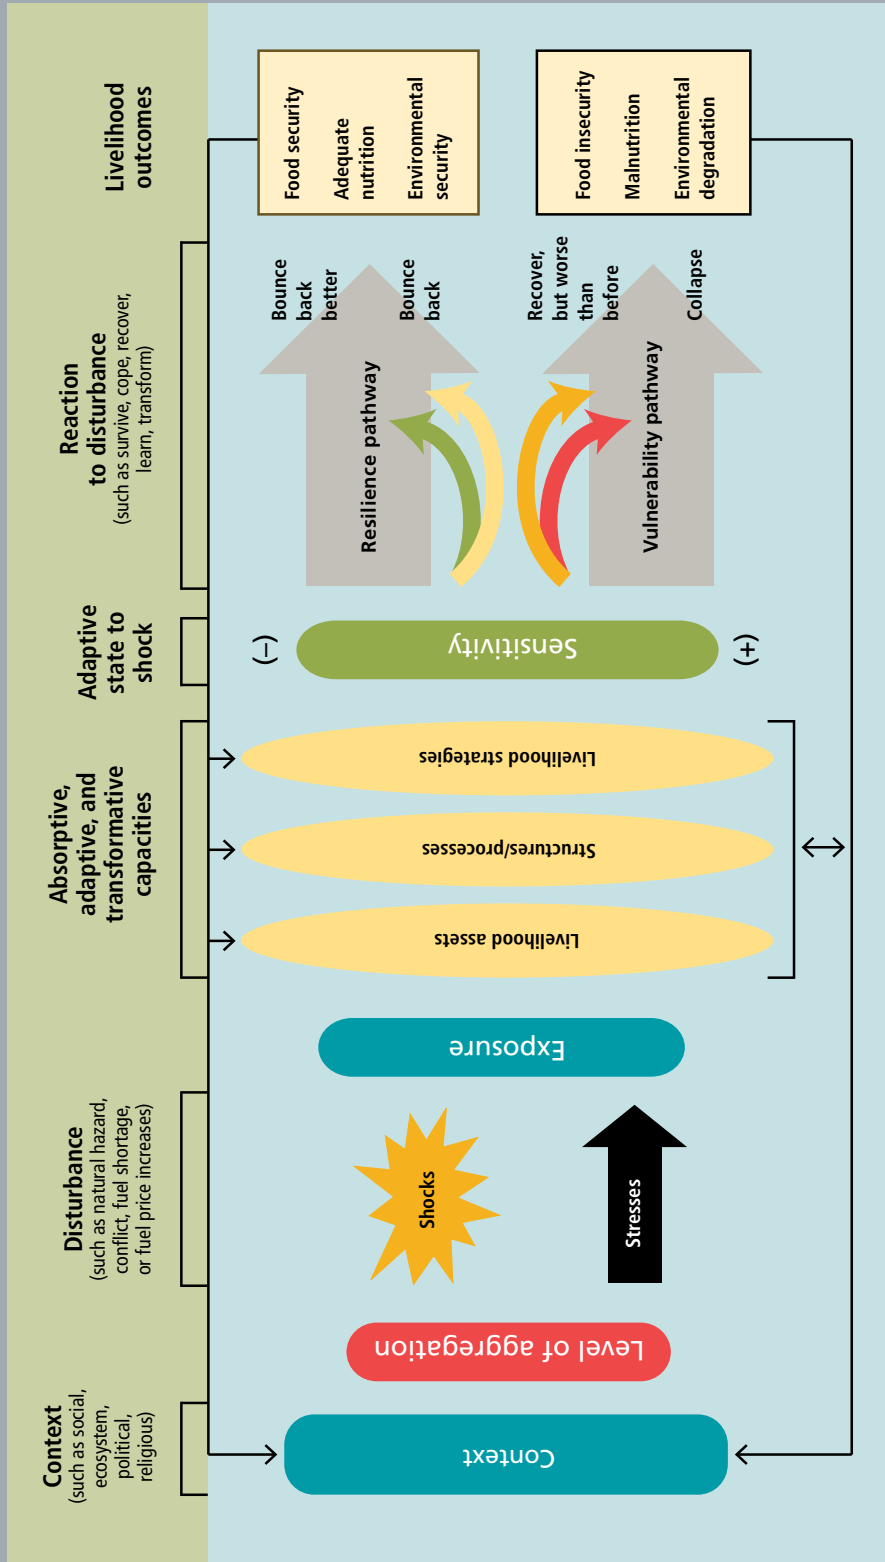 Context
(such as social,
ecosystem,
political,
religious)
Disturbance
(such as natural hazard,
conflict, fuel shortage,
or fuel price increases)
Absorptive,
adaptive, and
transformative
capacities
Adaptive
state to
shock
Reaction
to disturbance
(such as survive, cope, recover,
learn, transform)
Livelihood
outcomes
Context
Level of aggregation
Shocks
Stresses
Exposure
Livelihood assets
Structures/processes
Livelihood strategies
(–)
Sensitivity
(+)
Resilience pathway
Bounce
back
better
Bounce
back
Vulnerability pathway
Recover,
but worse
than
before
Collapse
Food security
Adequate
nutrition
Environmental
security
Food insecurity
Malnutrition
Environmental
degradation